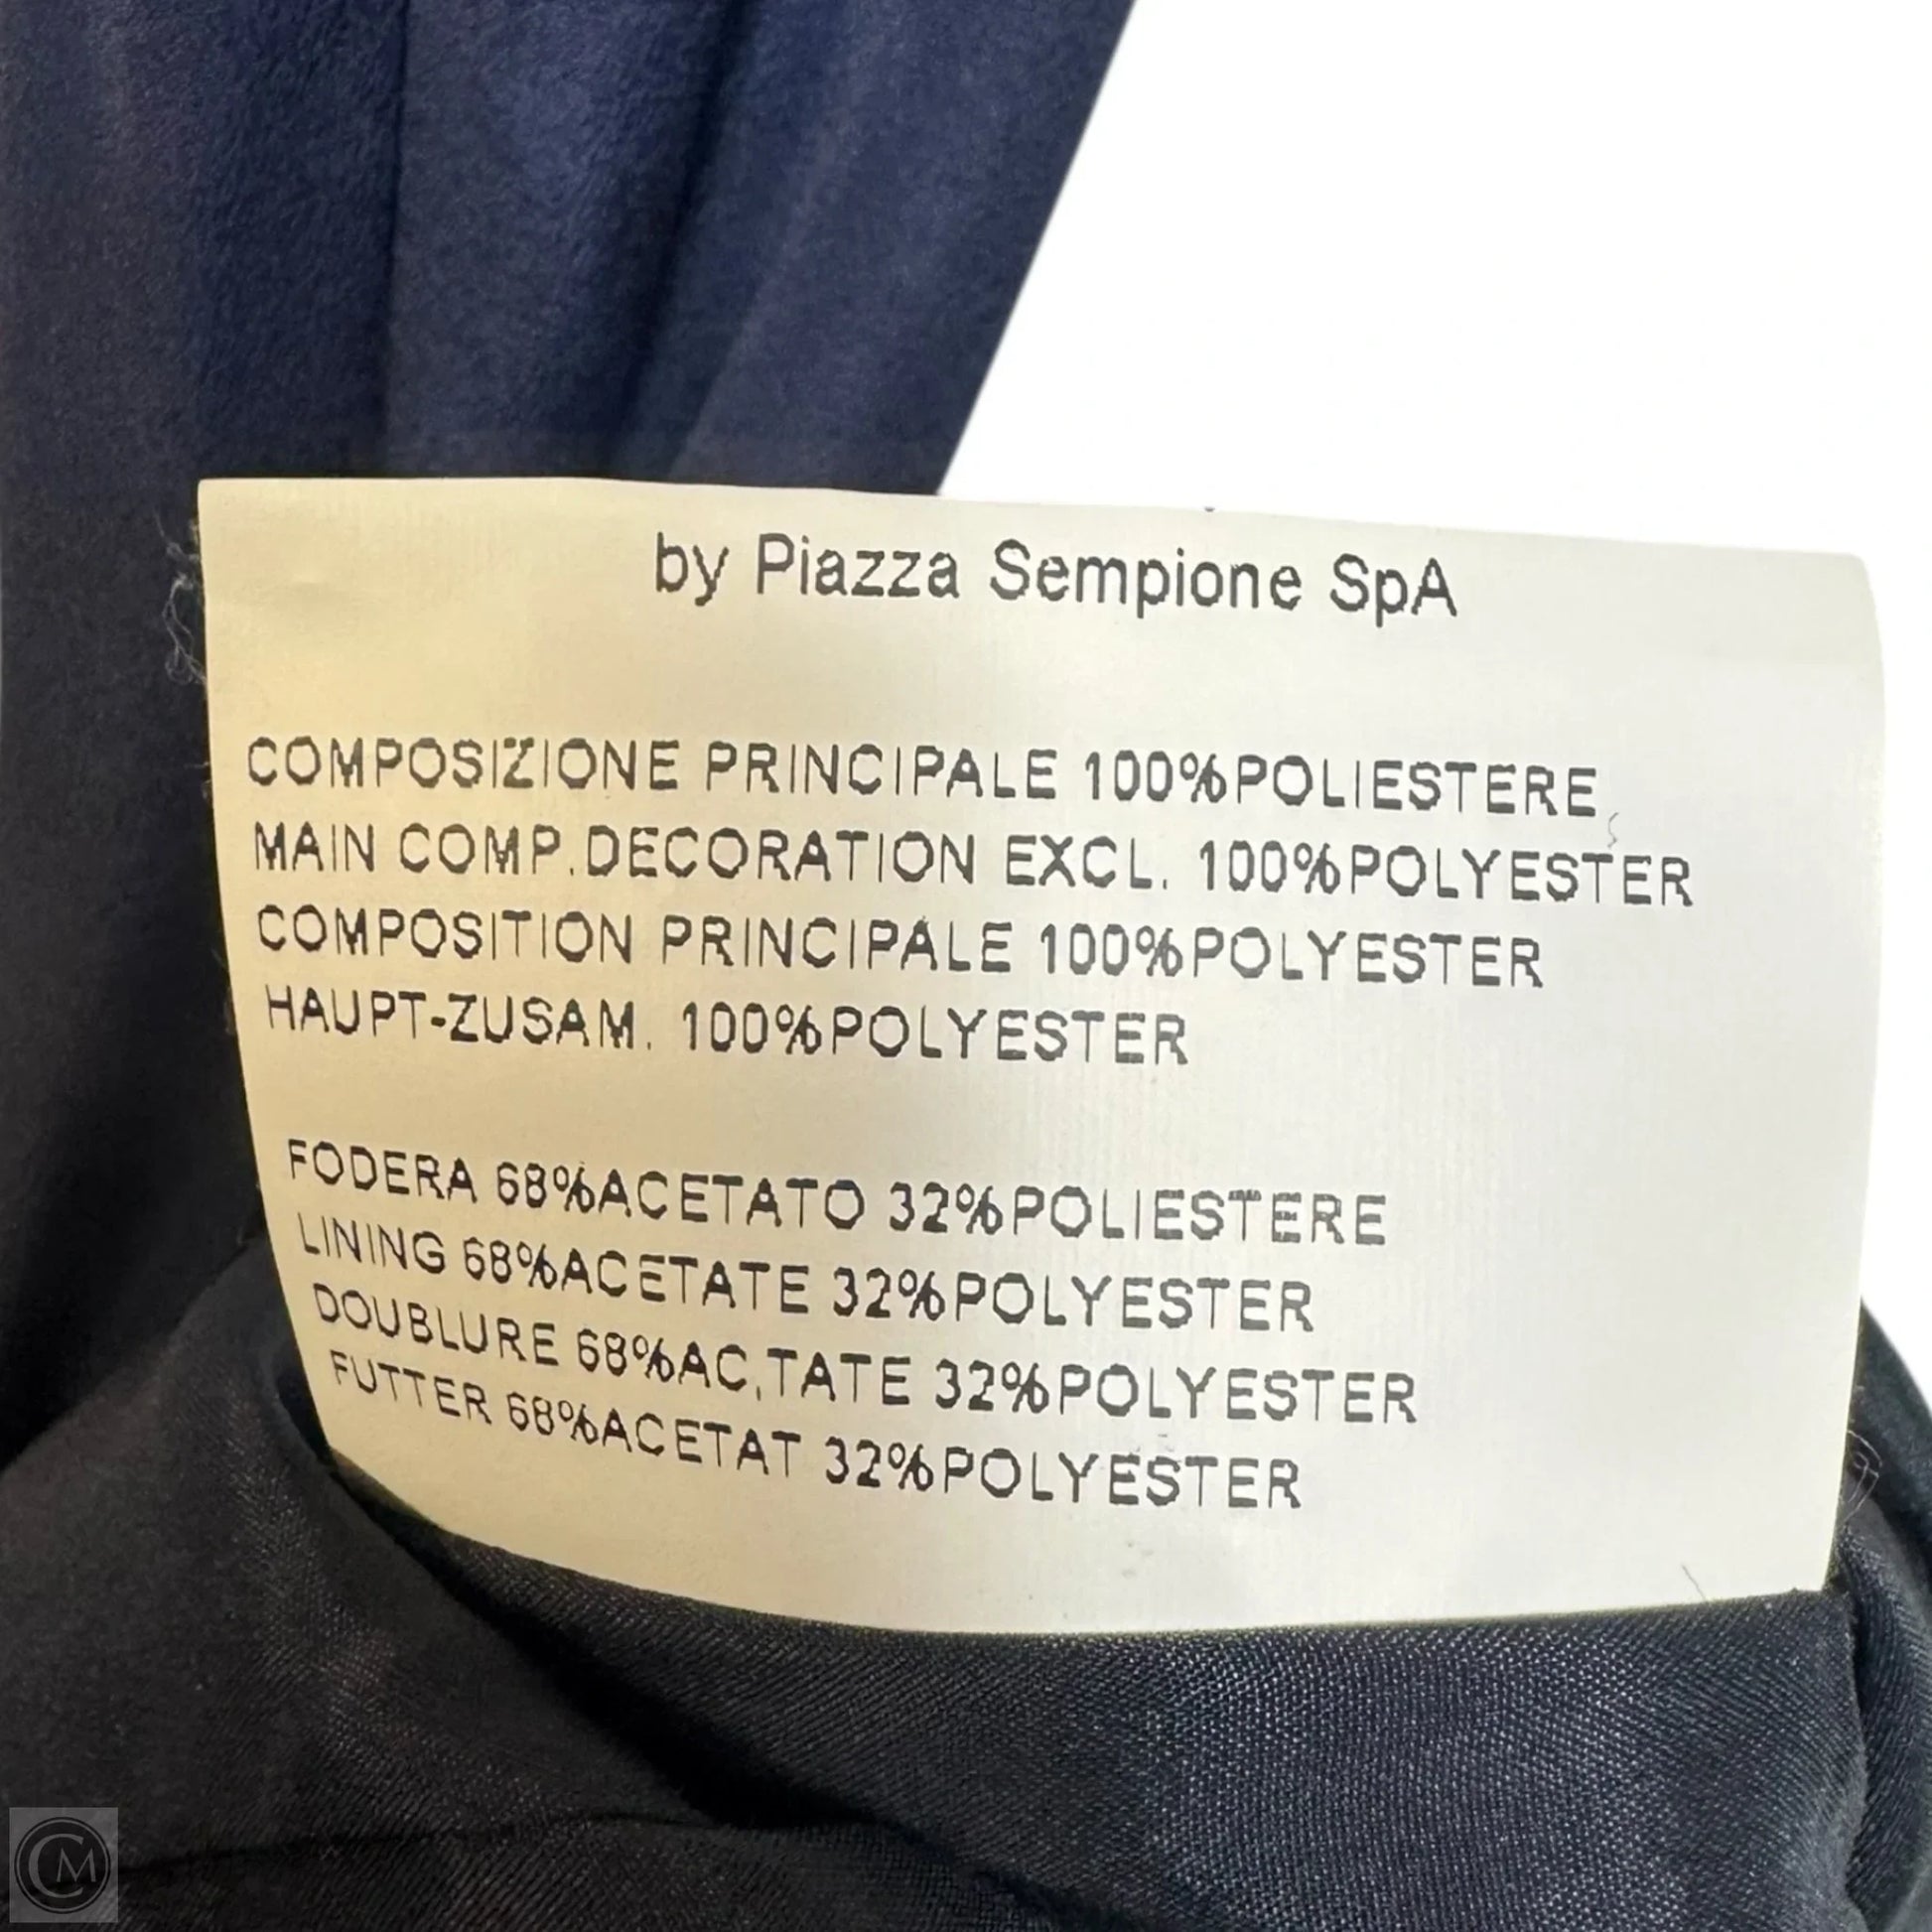 by Piazza Sempione SpA
COMPOSIZIONE PRINCIPALE 100%POLIESTERE
MAIN COMP.DECORATION EXCL. 100%POLYESTER
COMPOSITION PRINCIPALE 100%POLYESTER
HAUPT-ZUSAM. 100%POLYESTER
FODERA 68%ACETATO 32%POLIESTERE
LINING 68%ACETATE 32%POLYESTER
DOUBLURE 68%AC,TATE 32%POLYESTER
FUTTER 68%ACETAT 32%POLYESTER
CM